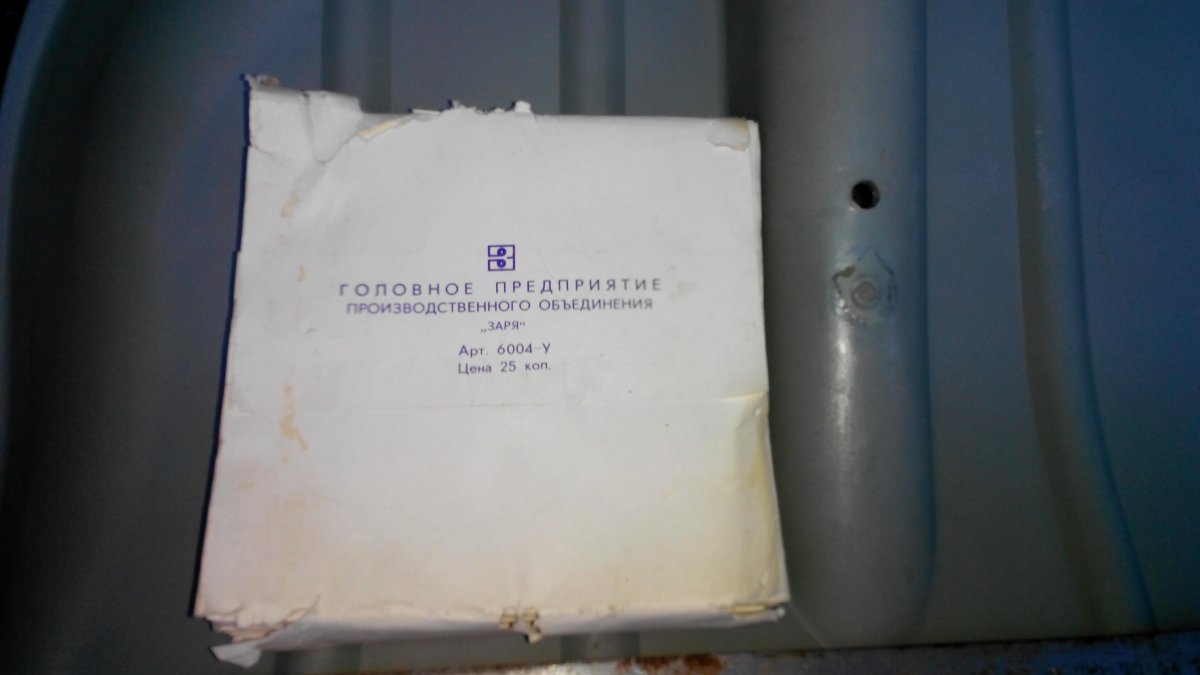 ГОЛОВНОЕ ПРЕДПРИЯТИЕ
ПРОИЗВОДСТВЕННОГО ОБЪЕДИНЕНИЯ
„ЗАРЯ“
Арт. 6004-У
Цена 25 коп.